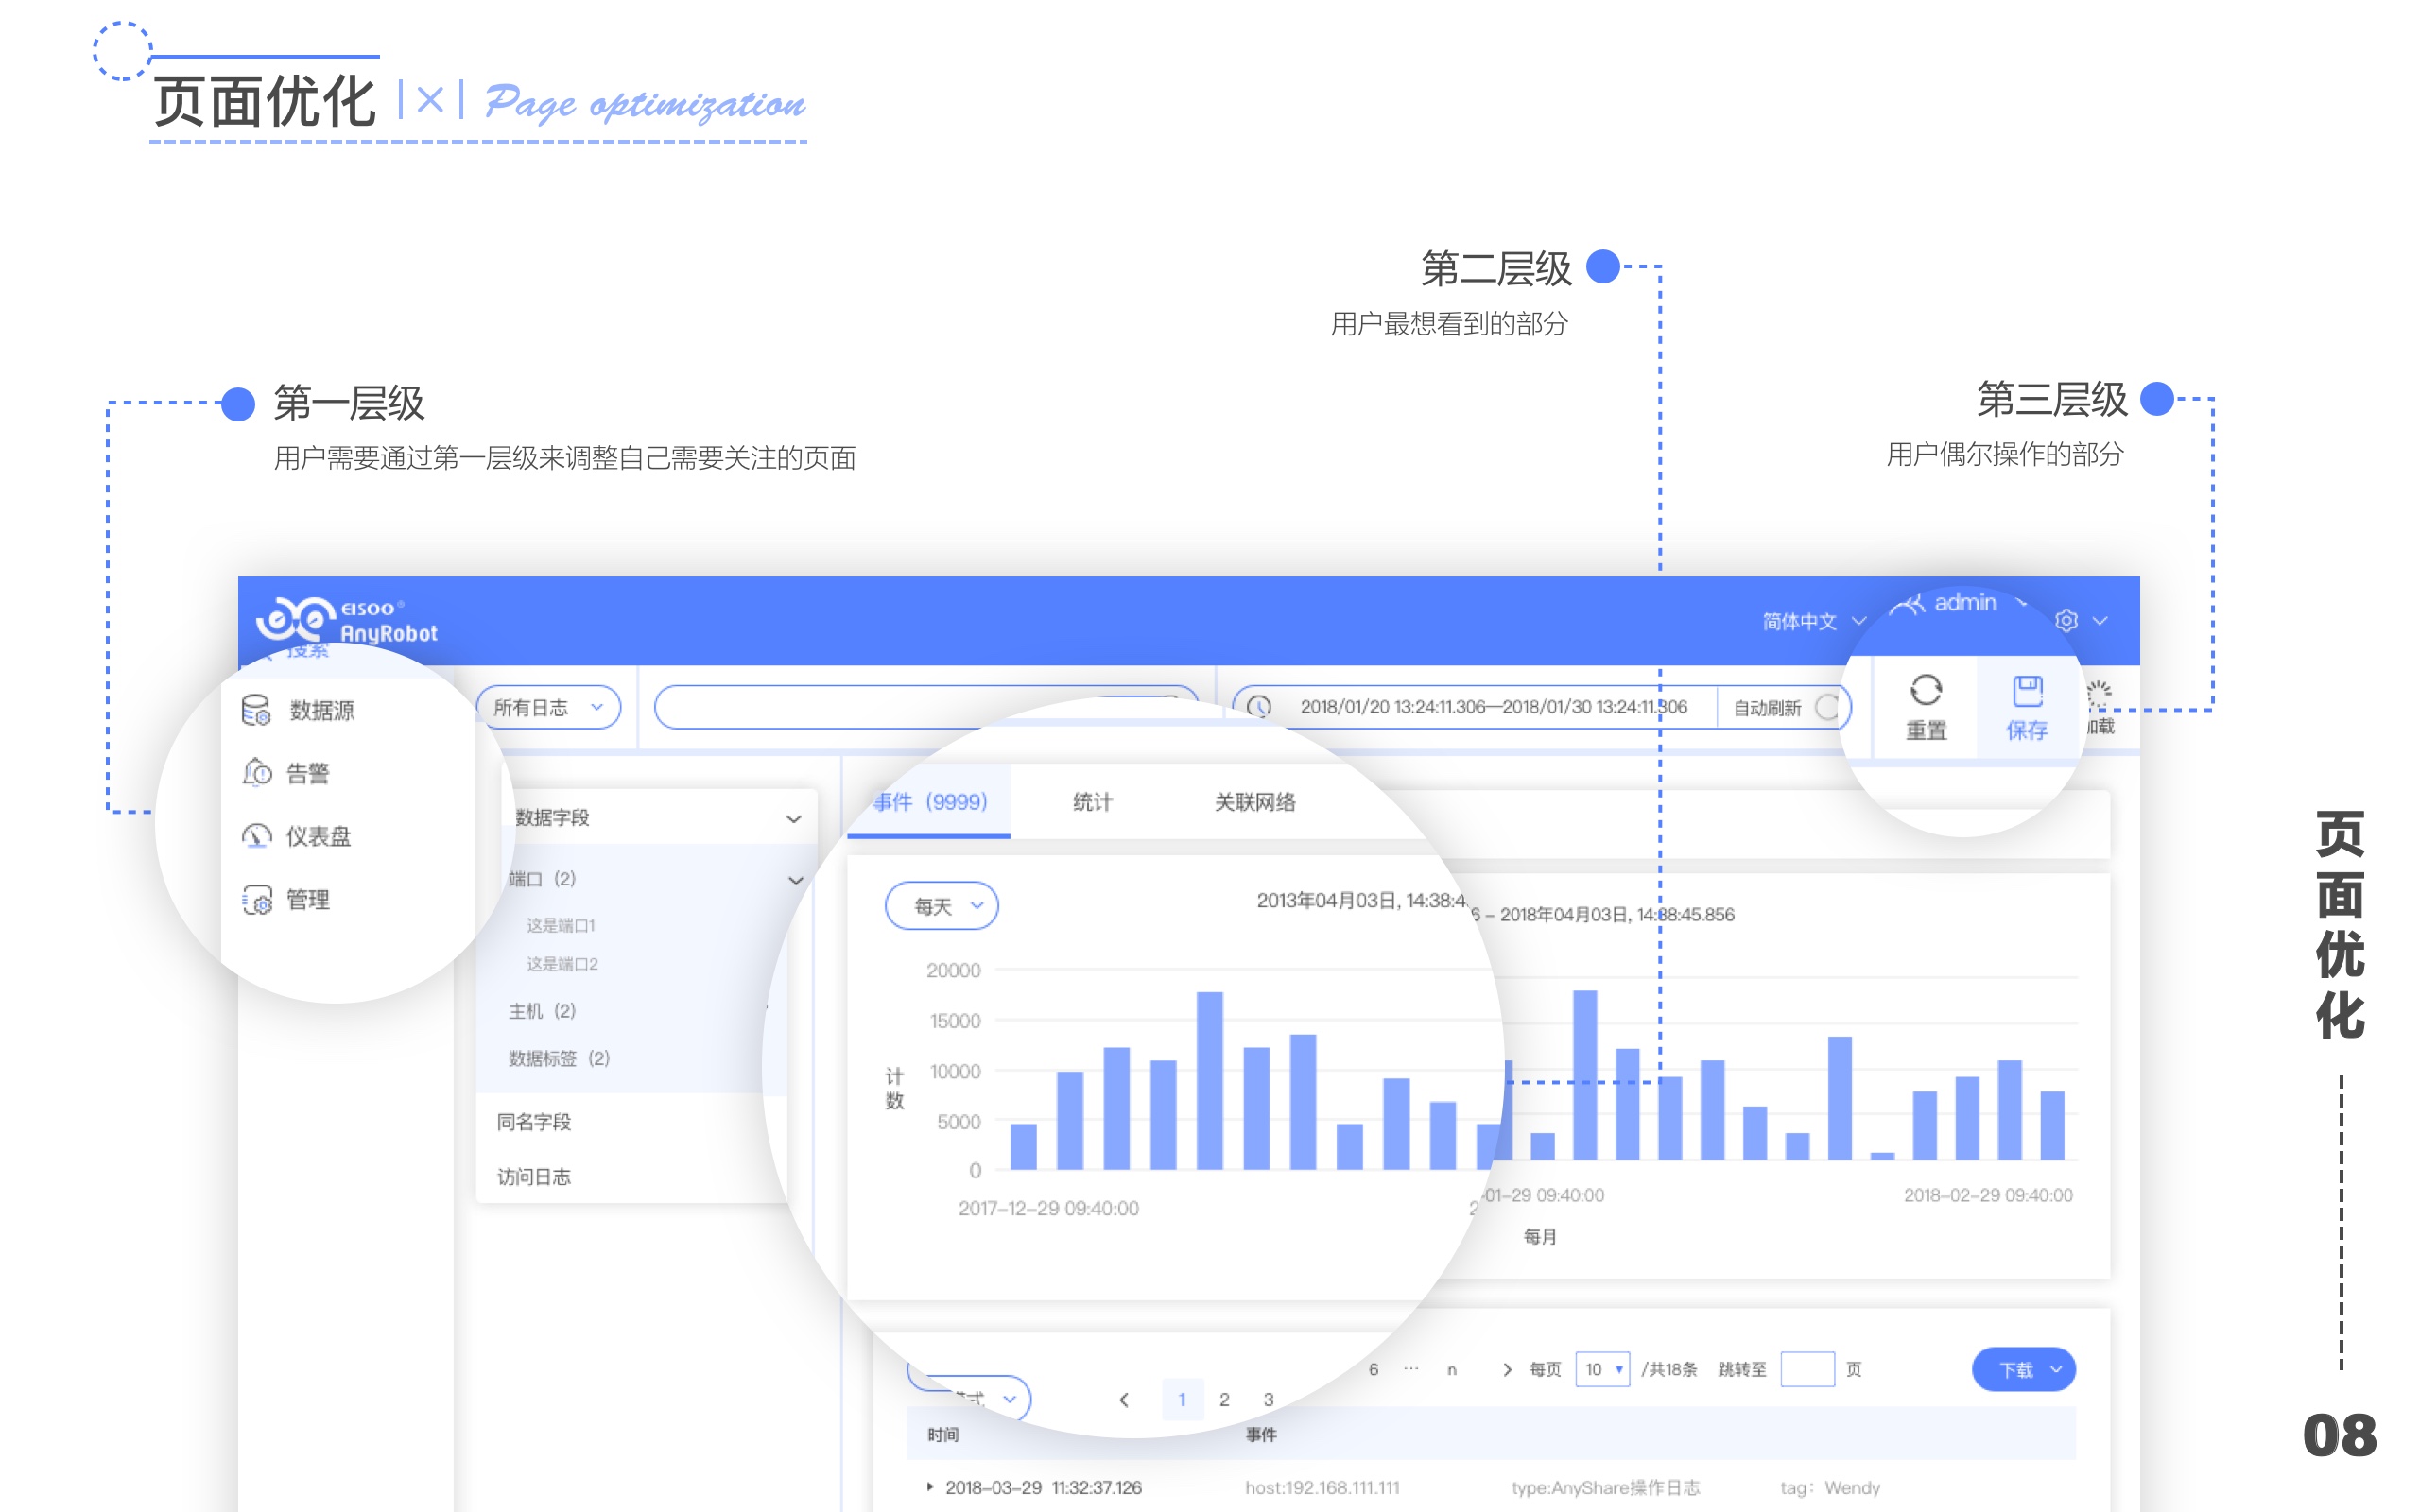 页面优化 |×| Page optimization
第二层级
用户最想看到的部分
第一层级
用户需要通过第一层级来调整自己需要关注的页面
第三层级
用户偶尔操作的部分
EISOO®
AnyRobot
简体中文
admin
搜索
数据源
告警
仪表盘
管理
所有日志
2018/01/20 13:24:11.306—2018/01/30 13:24:11.306
自动刷新
重置
保存
加载
数据字段
端口（2）
这是端口1
这是端口2
主机（2）
数据标签（2）
同名字段
访问日志
事件（9999）
统计
关联网络
每天
2013年04月03日, 14:38:4
6 – 2018年04月03日, 14:38:45.856
20000
15000
10000
5000
0
计数
2017–12–29 09:40:00
-01–29 09:40:00
2018–02–29 09:40:00
每月
式
1 2 3
6 ··· n
每页 10 /共18条 跳转至 页
下载
时间 事件
2018–03–29 11:32:37.126 host:192.168.111.111 type:AnyShare操作日志 tag：Wendy
页面优化
08